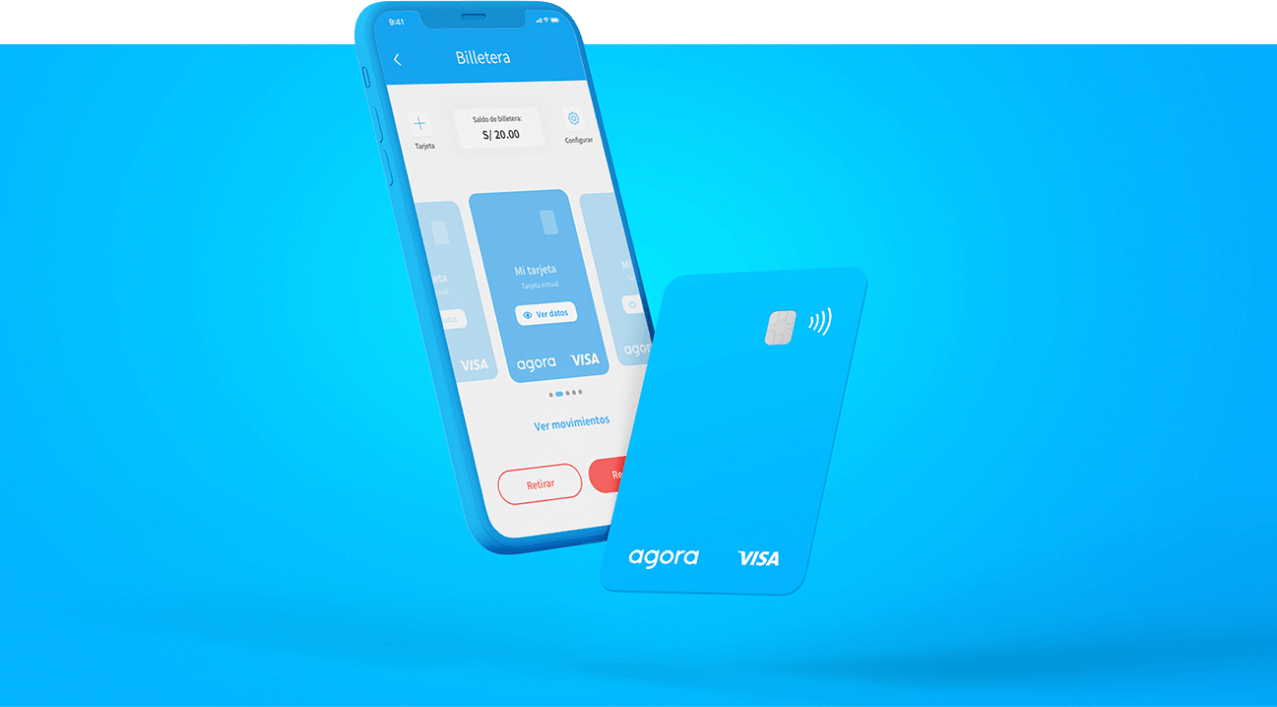 9:41
Billetera
Saldo de billetera:
S/ 20.00
Tarjeta
Configurar
Mi tarjeta
Tarjeta virtual
Ver datos
VISA
agora VISA
Ver movimientos
Retirar
agora VISA